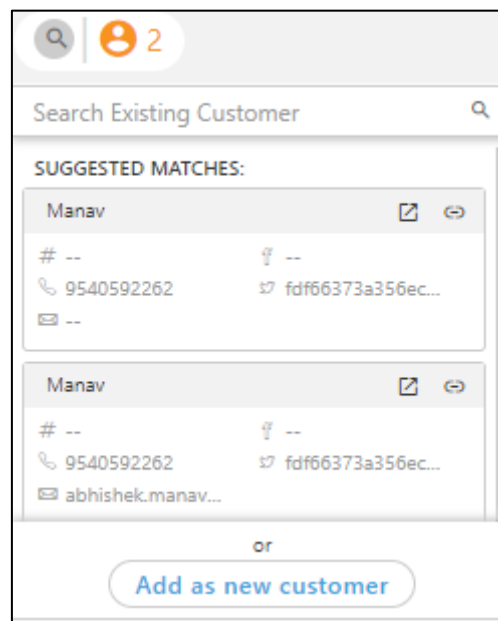 2
Search Existing Customer
SUGGESTED MATCHES:
Manav
# -- --
9540592262 fdf66373a356ec...
--
Manav
# -- --
9540592262 fdf66373a356ec...
abhishek.manav...
or
Add as new customer